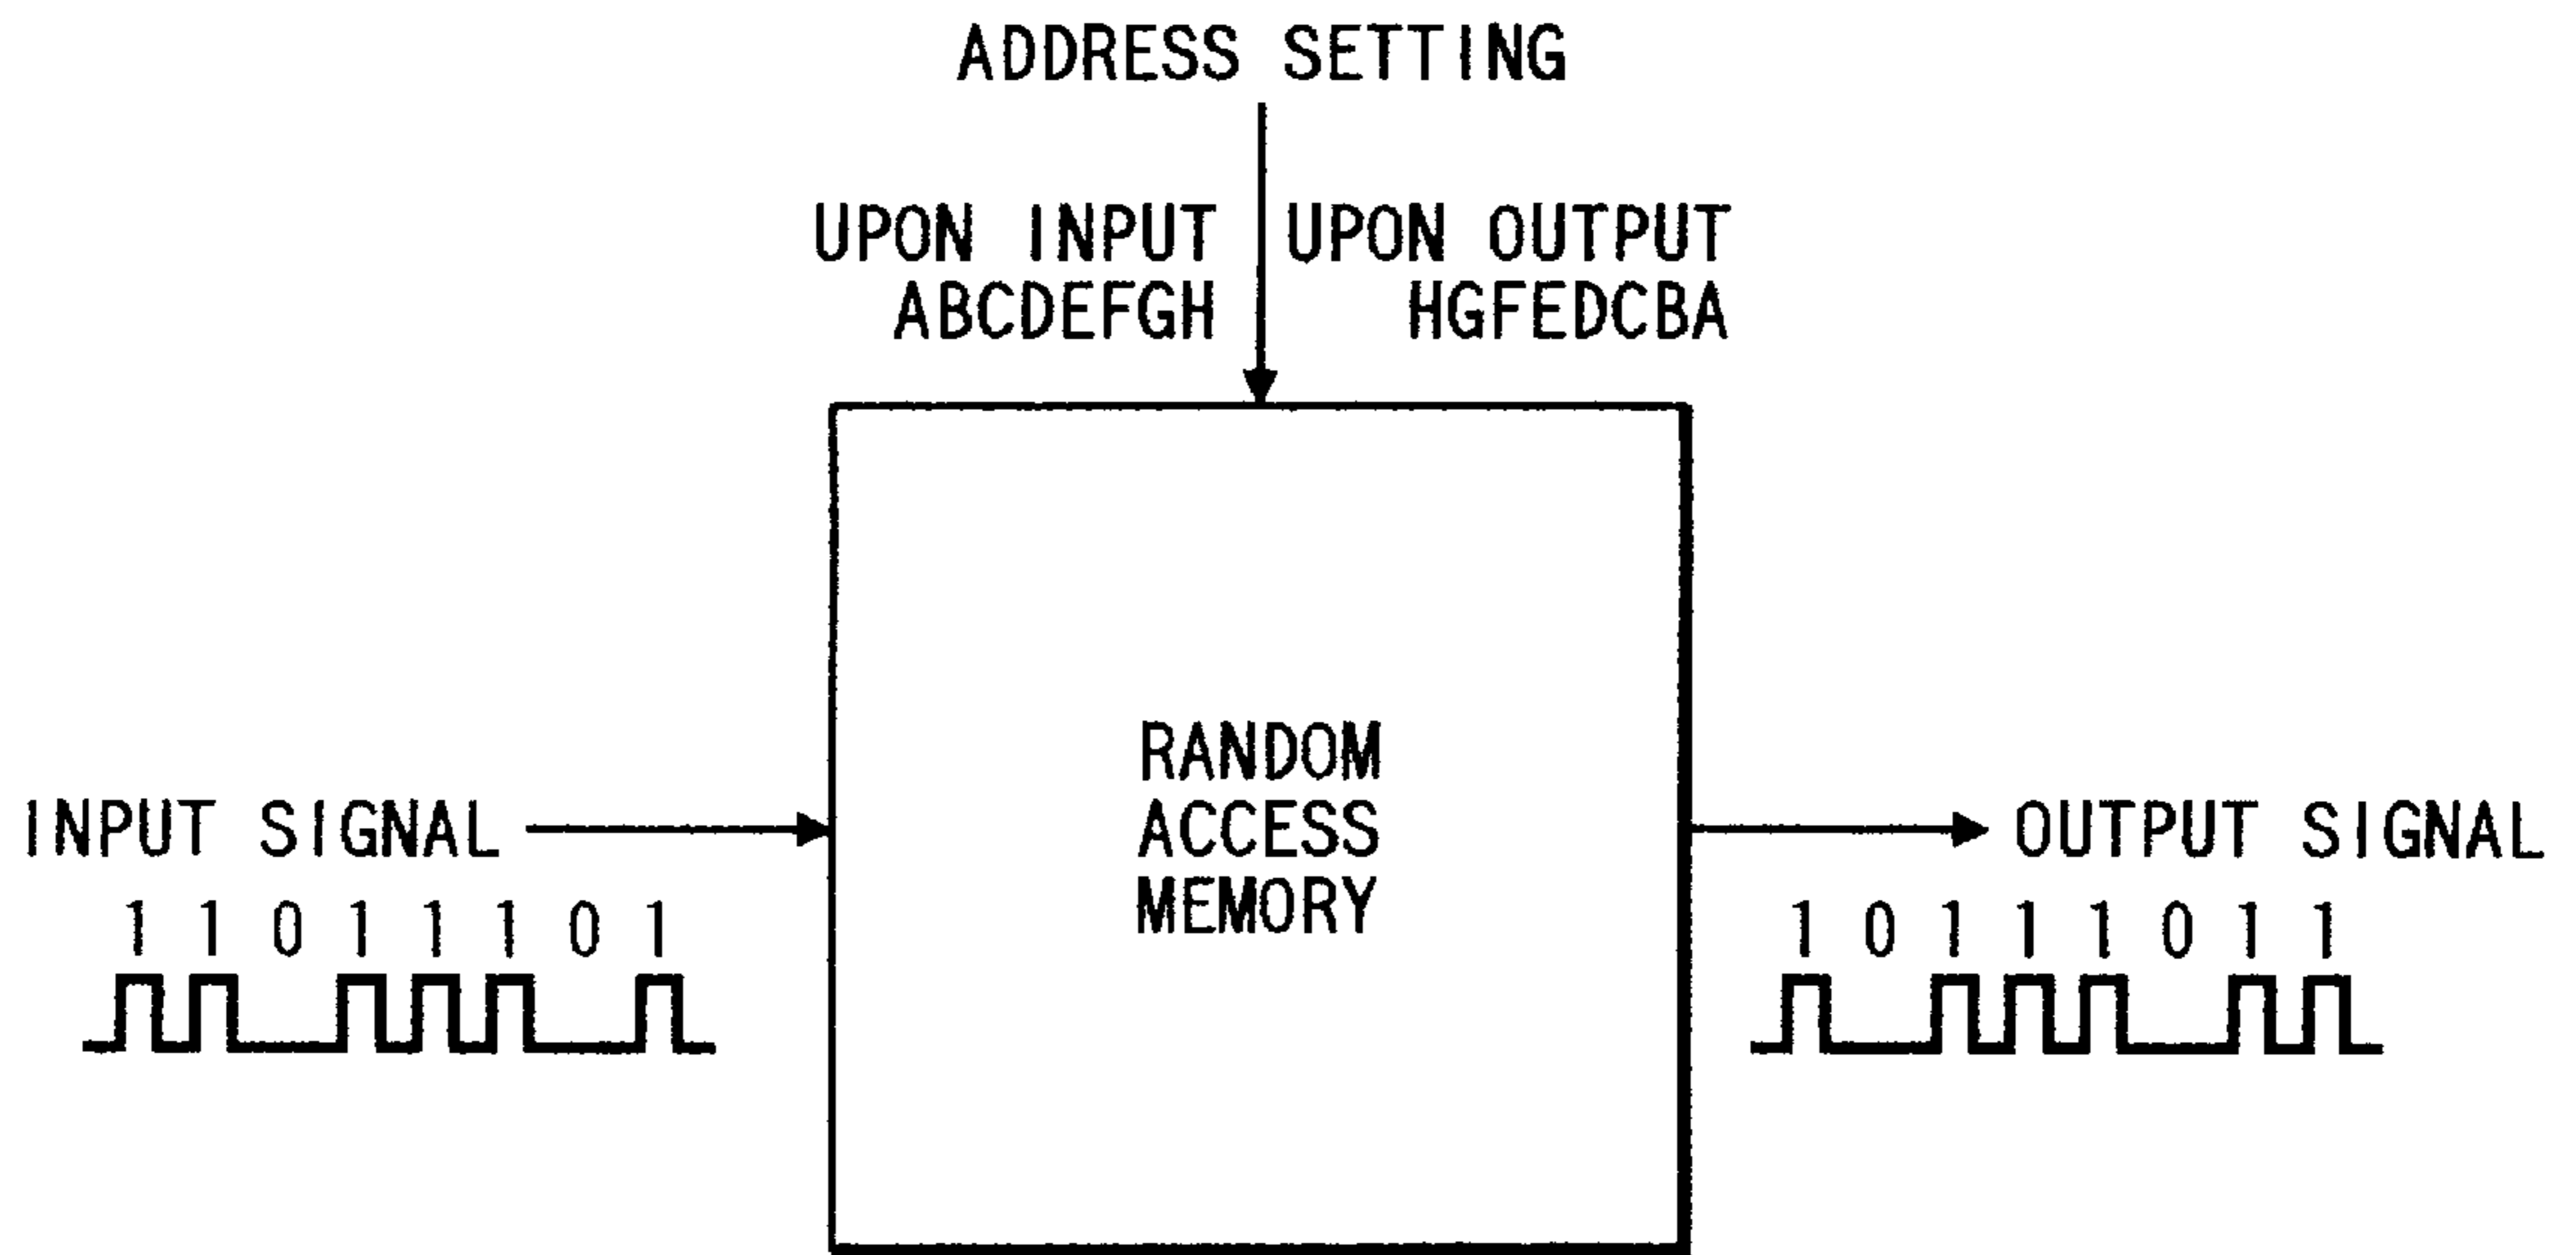 ADDRESS SETTING
UPON INPUT UPON OUTPUT
ABCDEFGH HGFEDCBA
RANDOM
ACCESS
MEMORY
INPUT SIGNAL
1 1 0 1 1 1 0 1
OUTPUT SIGNAL
1 0 1 1 1 0 1 1